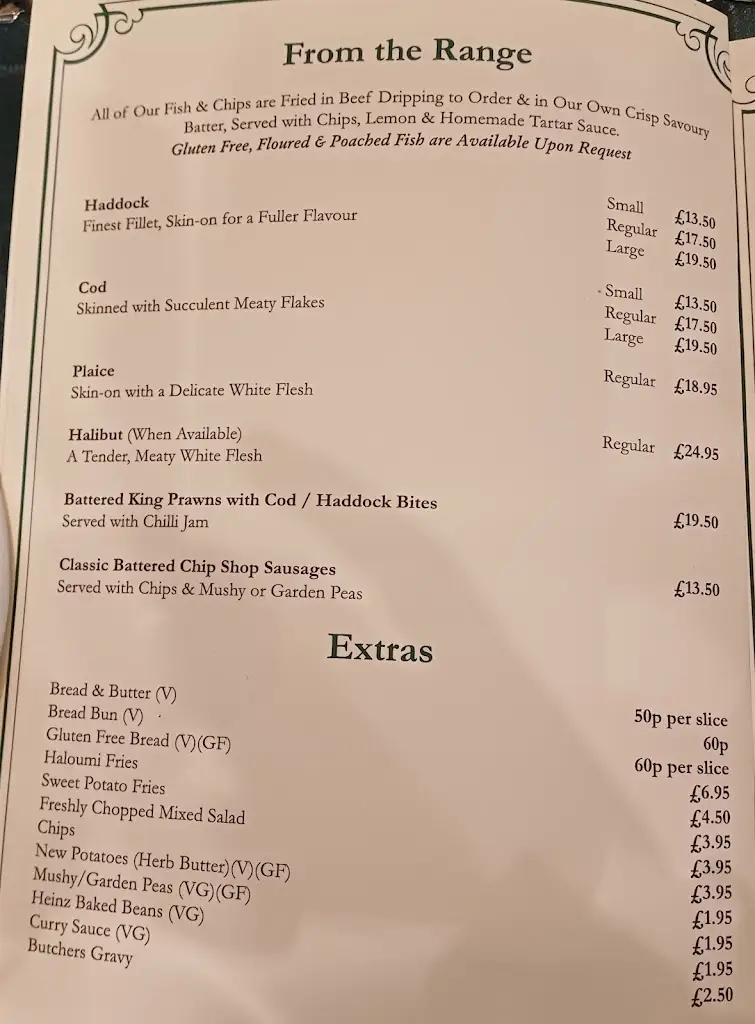 From the Range
All of Our Fish & Chips are Fried in Beef Dripping to Order & in Our Own Crisp Savoury
Batter, Served with Chips, Lemon & Homemade Tartar Sauce.
Gluten Free, Floured & Poached Fish are Available Upon Request
Haddock
Finest Fillet, Skin-on for a Fuller Flavour
Small £13.50
Regular £17.50
Large £19.50
Cod
Skinned with Succulent Meaty Flakes
Small £13.50
Regular £17.50
Large £19.50
Plaice
Skin-on with a Delicate White Flesh
Regular £18.95
Halibut (When Available)
A Tender, Meaty White Flesh
Regular £24.95
Battered King Prawns with Cod / Haddock Bites
Served with Chilli Jam
£19.50
Classic Battered Chip Shop Sausages
Served with Chips & Mushy or Garden Peas
£13.50
Extras
Bread & Butter (V) 50p per slice
Bread Bun (V) 60p
Gluten Free Bread (V)(GF) 60p per slice
Haloumi Fries £6.95
Sweet Potato Fries £4.50
Freshly Chopped Mixed Salad £3.95
Chips £3.95
New Potatoes (Herb Butter)(V)(GF) £3.95
Mushy/Garden Peas (VG)(GF) £1.95
Heinz Baked Beans (VG) £1.95
Curry Sauce (VG) £1.95
Butchers Gravy £2.50